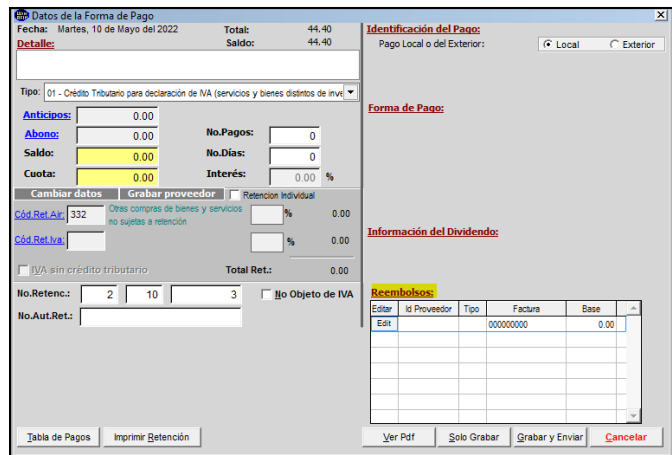 Datos de la Forma de Pago
Fecha: Martes, 10 de Mayo del 2022 Total: 44.40
Detalle: Saldo: 44.40
Tipo: 01 - Crédito Tributario para declaración de IVA (servicios y bienes distintos de inve
Anticipos: 0.00
Abono: 0.00 No.Pagos: 0
Saldo: 0.00 No.Días: 0
Cuota: 0.00 Interés: 0.00 %
Cambiar datos Grabar proveedor Retencion Individual
Cód.Ret.Air: 332 Otras compras de bienes y servicios no sujetas a retención % 0.00
Cód.Ret.Iva: % 0.00
IVA sin crédito tributario Total Ret.: 0.00
No.Retenc.: 2 10 3 No Objeto de IVA
No.Aut.Ret.:
Tabla de Pagos Imprimir Retención
Identificación del Pago:
Pago Local o del Exterior: Local Exterior
Forma de Pago:
Información del Dividendo:
Reembolsos:
Editar Id Proveedor Tipo Factura Base
Edit 000000000 0.00
Ver Pdf Solo Grabar Grabar y Enviar Cancelar